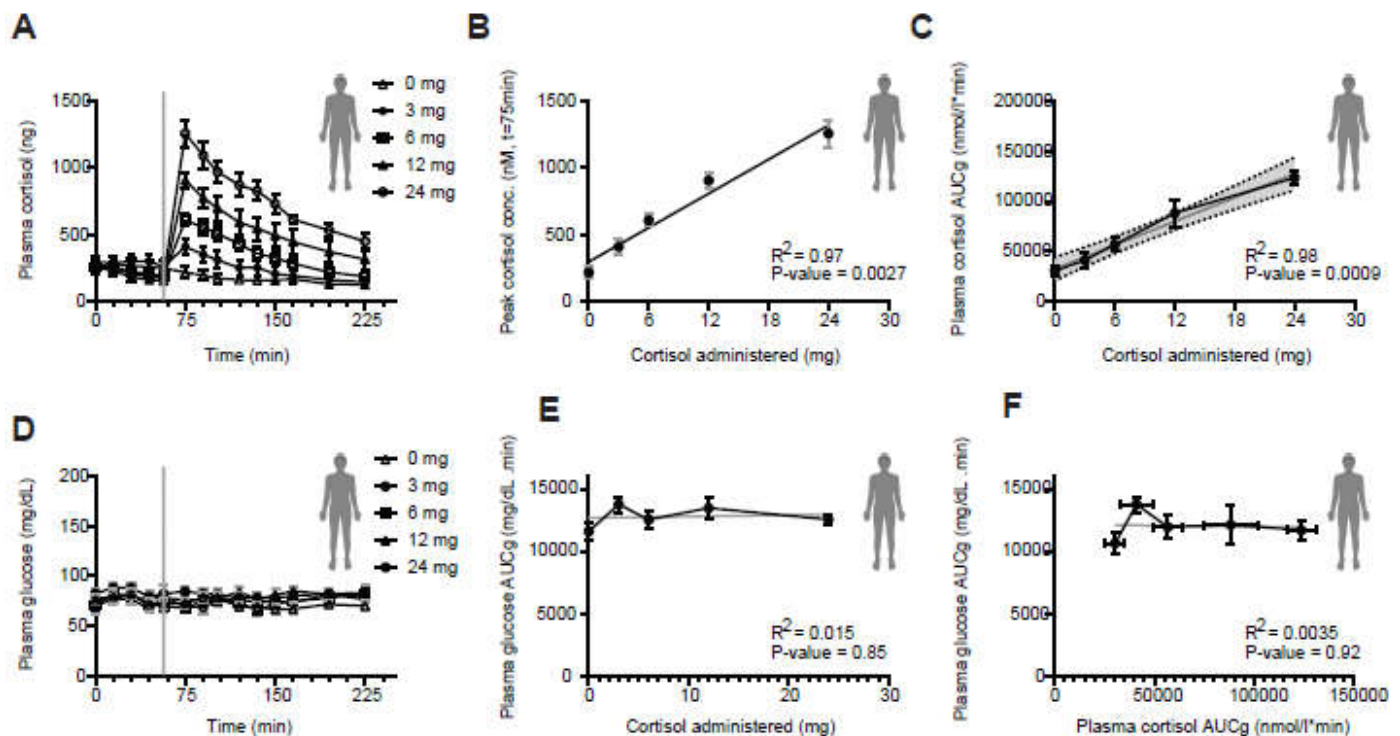 A
Plasma cortisol (ng)
1500
1000
500
0
0 75 150 225
Time (min)
0 mg
3 mg
6 mg
12 mg
24 mg
B
Peak cortisol conc. (nM, t=75min)
1500
1000
500
0
0 6 12 18 24 30
Cortisol administered (mg)
R2 = 0.97
P-value = 0.0027
C
Plasma cortisol AUCg (nmol/l*min)
200000
150000
100000
50000
0
0 6 12 18 24 30
Cortisol administered (mg)
R2 = 0.98
P-value = 0.0009
D
Plasma glucose (mg/dL)
200
150
100
50
0
0 75 150 225
Time (min)
0 mg
3 mg
6 mg
12 mg
24 mg
E
Plasma glucose AUCg (mg/dL .min)
15000
10000
5000
0
0 10 20 30
Cortisol administered (mg)
R2 = 0.015
P-value = 0.85
F
Plasma glucose AUCg (mg/dL .min)
15000
10000
5000
0
0 50000 100000 150000
Plasma cortisol AUCg (nmol/l*min)
R2 = 0.0035
P-value = 0.92